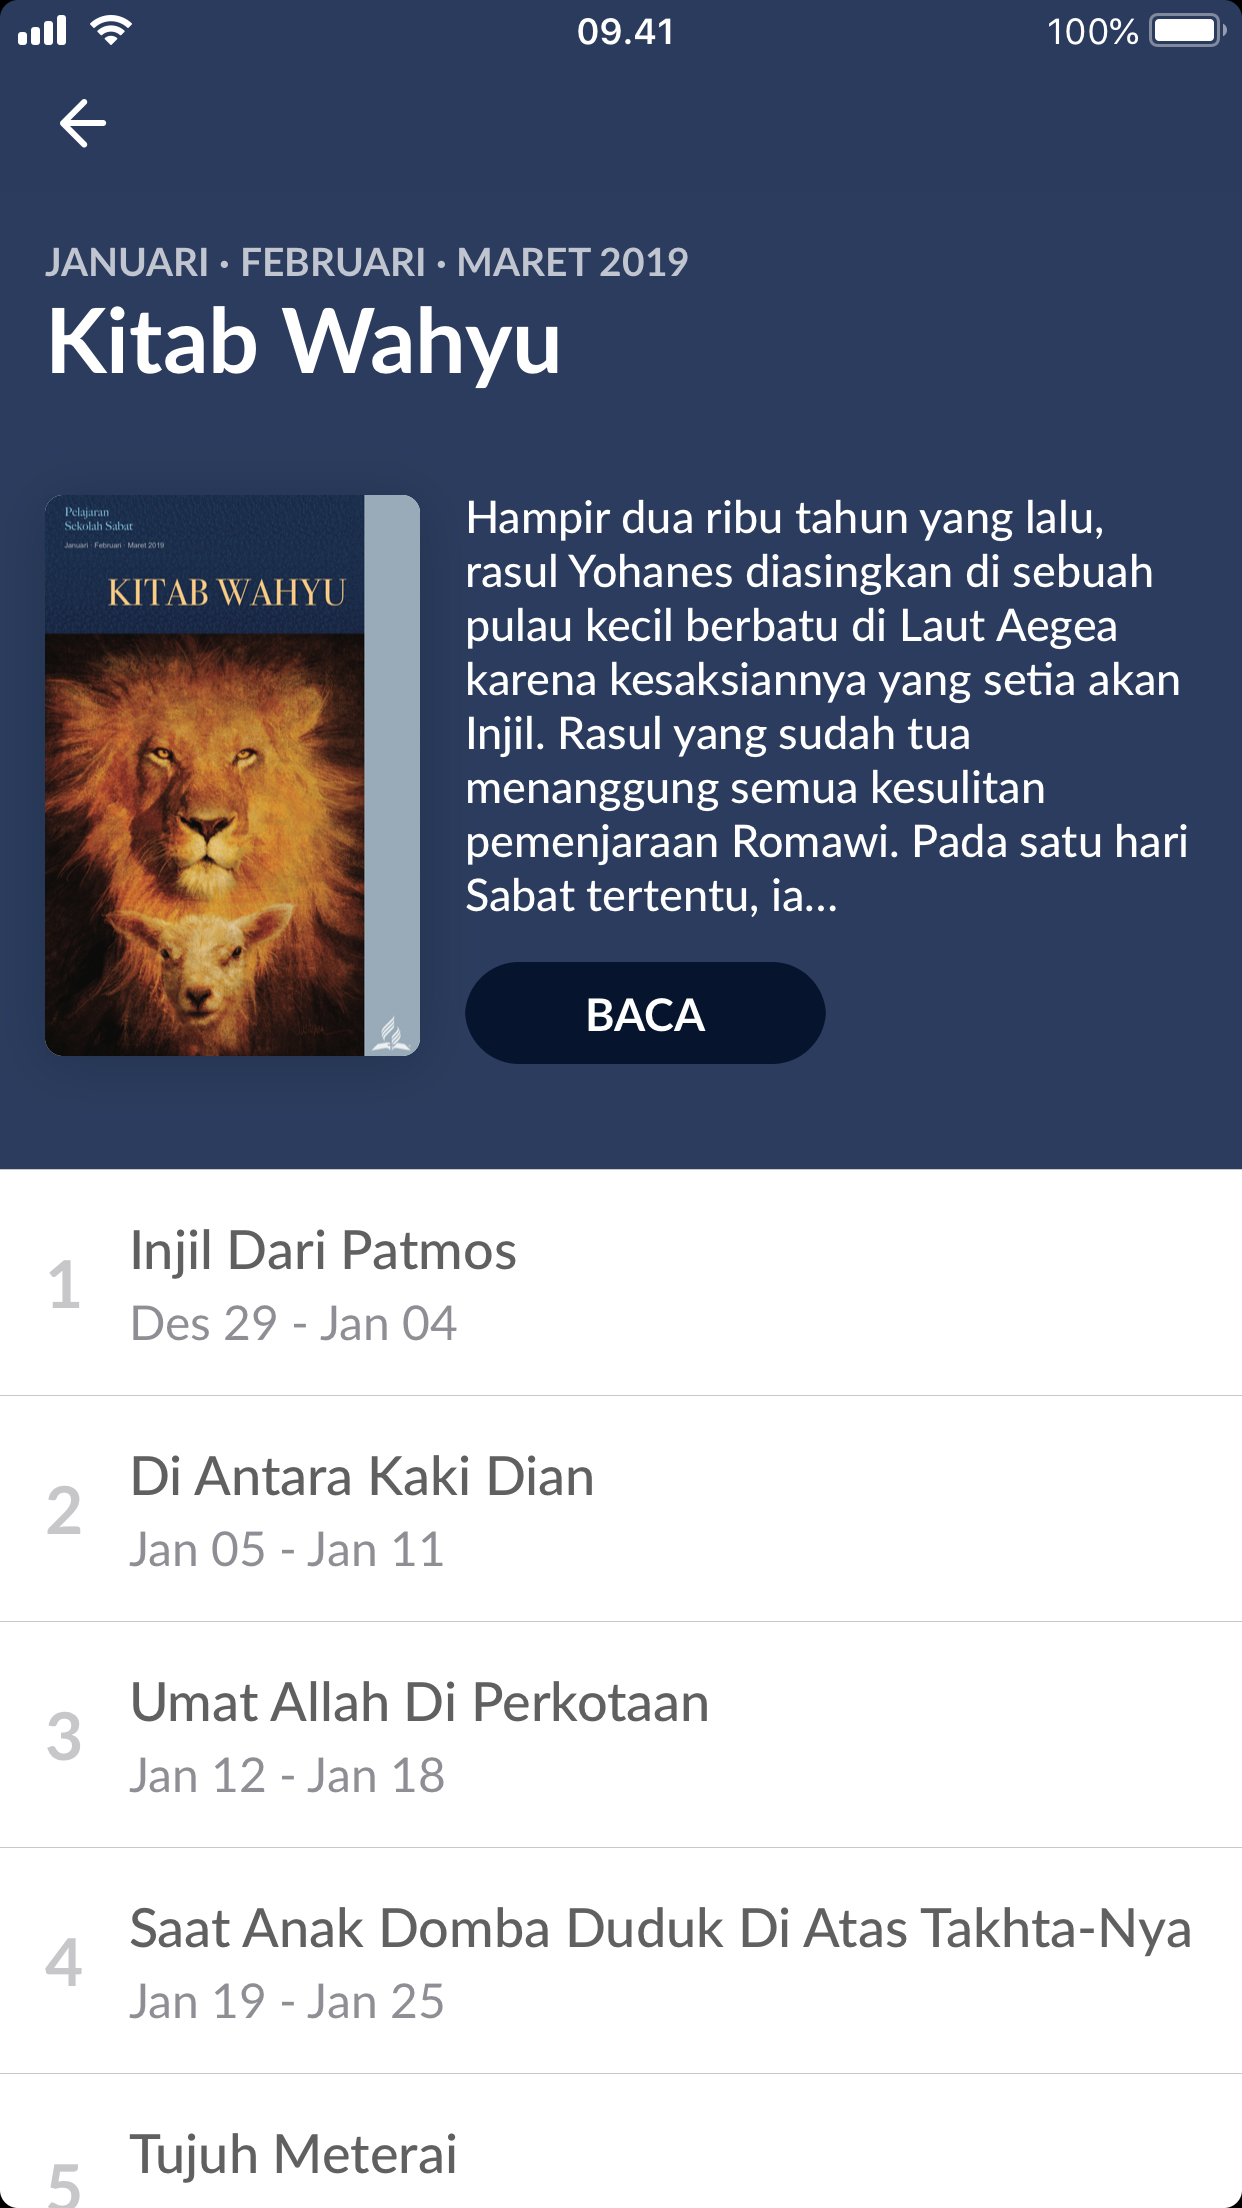 09.41
100%
JANUARI · FEBRUARI · MARET 2019
Kitab Wahyu
Pelajaran
Sekolah Sabat
Januari · Februari · Maret 2019
KITAB WAHYU
Hampir dua ribu tahun yang lalu,
rasul Yohanes diasingkan di sebuah
pulau kecil berbatu di Laut Aegea
karena kesaksiannya yang setia akan
Injil. Rasul yang sudah tua
menanggung semua kesulitan
pemenjaraan Romawi. Pada satu hari
Sabat tertentu, ia...
BACA
1
Injil Dari Patmos
Des 29 - Jan 04
2
Di Antara Kaki Dian
Jan 05 - Jan 11
3
Umat Allah Di Perkotaan
Jan 12 - Jan 18
4
Saat Anak Domba Duduk Di Atas Takhta-Nya
Jan 19 - Jan 25
5
Tujuh Meterai